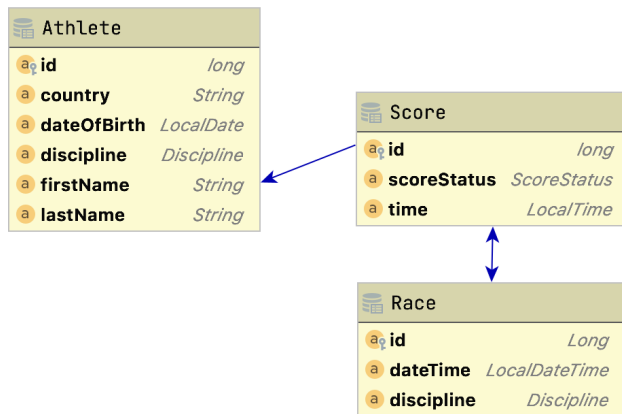 Athlete
a id long
a country String
a dateOfBirth LocalDate
a discipline Discipline
a firstName String
a lastName String
Score
a id long
a scoreStatus ScoreStatus
a time LocalTime
Race
a id Long
a dateTime LocalDateTime
a discipline Discipline